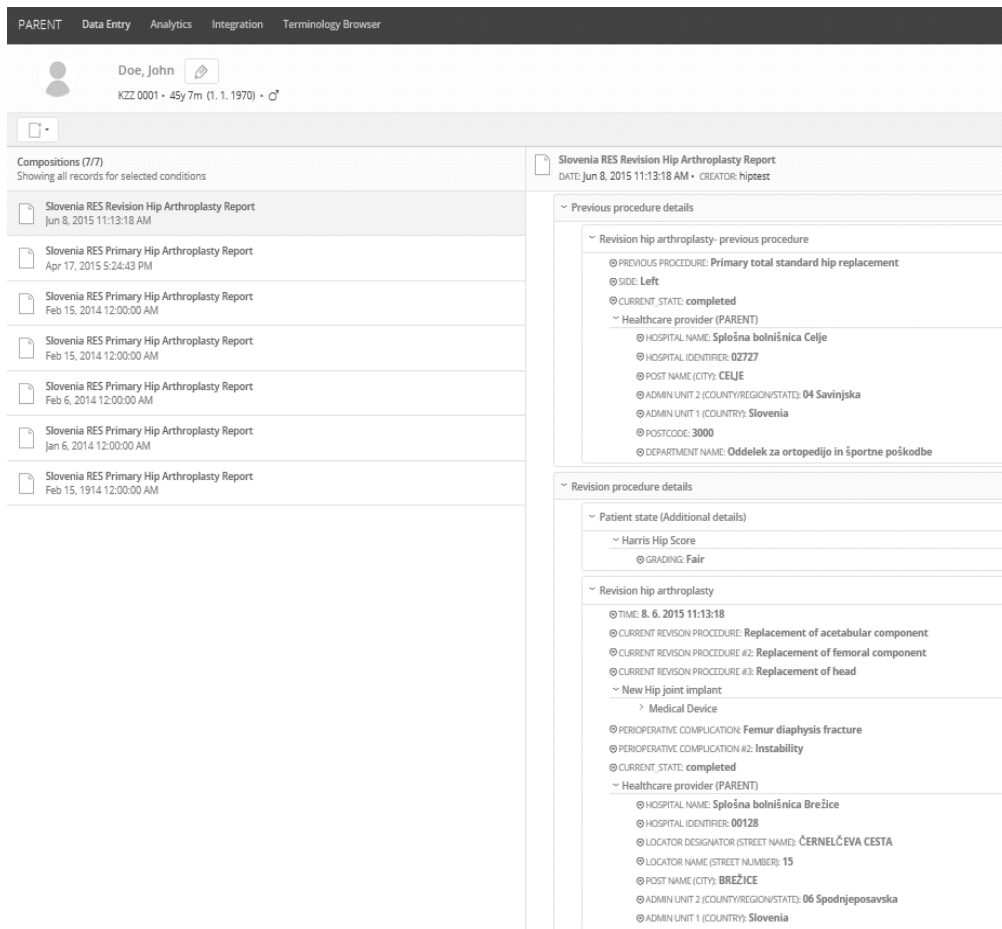 PARENT Data Entry Analytics Integration Terminology Browser
Doe, John
KZZ 0001 • 45y 7m (1. 1. 1970) •
Compositions (7/7)
Showing all records for selected conditions
Slovenia RES Revision Hip Arthroplasty Report
Jun 8, 2015 11:13:18 AM
Slovenia RES Primary Hip Arthroplasty Report
Apr 17, 2015 5:24:43 PM
Slovenia RES Primary Hip Arthroplasty Report
Feb 15, 2014 12:00:00 AM
Slovenia RES Primary Hip Arthroplasty Report
Feb 15, 2014 12:00:00 AM
Slovenia RES Primary Hip Arthroplasty Report
Feb 6, 2014 12:00:00 AM
Slovenia RES Primary Hip Arthroplasty Report
Jan 6, 2014 12:00:00 AM
Slovenia RES Primary Hip Arthroplasty Report
Feb 15, 1914 12:00:00 AM
Slovenia RES Revision Hip Arthroplasty Report
DATE: Jun 8, 2015 11:13:18 AM • CREATOR: hiptest
Previous procedure details
Revision hip arthroplasty- previous procedure
PREVIOUS PROCEDURE: Primary total standard hip replacement
SIDE: Left
CURRENT_STATE: completed
Healthcare provider (PARENT)
HOSPITAL NAME: Splošna bolnišnica Celje
HOSPITAL IDENTIFIER: 02727
POST NAME (CITY): CELJE
ADMIN UNIT 2 (COUNTY/REGION/STATE): 04 Savinjska
ADMIN UNIT 1 (COUNTRY): Slovenia
POSTCODE: 3000
DEPARTMENT NAME: Oddelek za ortopedijo in športne poškodbe
Revision procedure details
Patient state (Additional details)
Harris Hip Score
GRADING: Fair
Revision hip arthroplasty
TIME: 8. 6. 2015 11:13:18
CURRENT REVISON PROCEDURE: Replacement of acetabular component
CURRENT REVISON PROCEDURE #2: Replacement of femoral component
CURRENT REVISON PROCEDURE #3: Replacement of head
New Hip joint implant
Medical Device
PERIOPERATIVE COMPLICATION: Femur diaphysis fracture
PERIOPERATIVE COMPLICATION #2: Instability
CURRENT_STATE: completed
Healthcare provider (PARENT)
HOSPITAL NAME: Splošna bolnišnica Brežice
HOSPITAL IDENTIFIER: 00128
LOCATOR DESIGNATOR (STREET NAME): ČERNELČEVA CESTA
LOCATOR NAME (STREET NUMBER): 15
POST NAME (CITY): BREŽICE
ADMIN UNIT 2 (COUNTY/REGION/STATE): 06 Spodnjeposavska
ADMIN UNIT 1 (COUNTRY): Slovenia